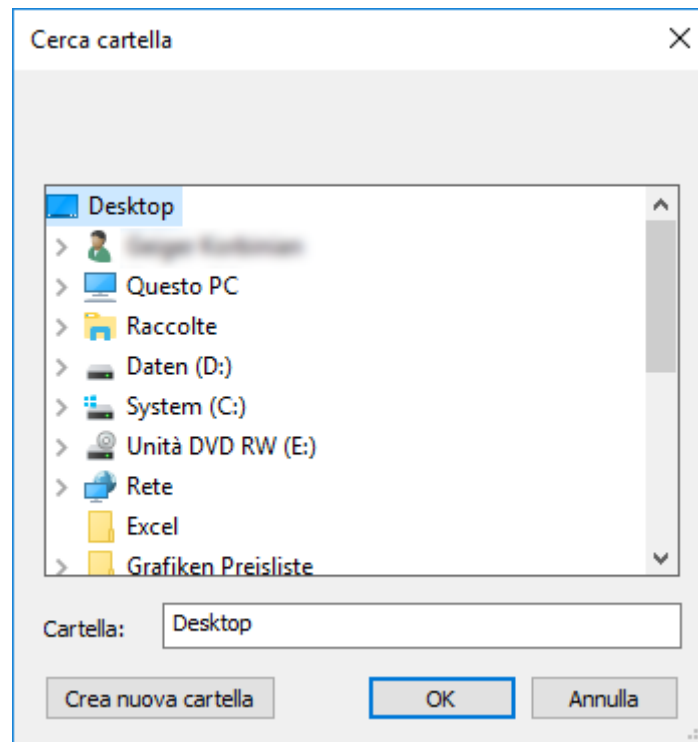 Cerca cartella
Desktop
Questo PC
Raccolte
Daten (D:)
System (C:)
Unità DVD RW (E:)
Rete
Excel
Grafiken Preisliste
Cartella: Desktop
Crea nuova cartella OK Annulla